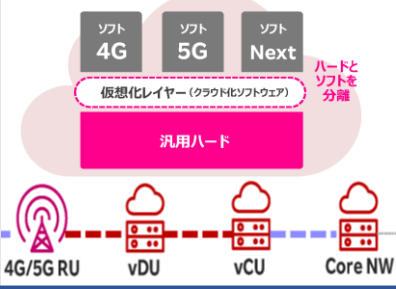 ソフト ソフト ソフト
4G 5G Next
仮想化レイヤー（クラウド化ソフトウェア）
ハードと
ソフトを
分離
汎用ハード
4G/5G RU vDU vCU Core NW